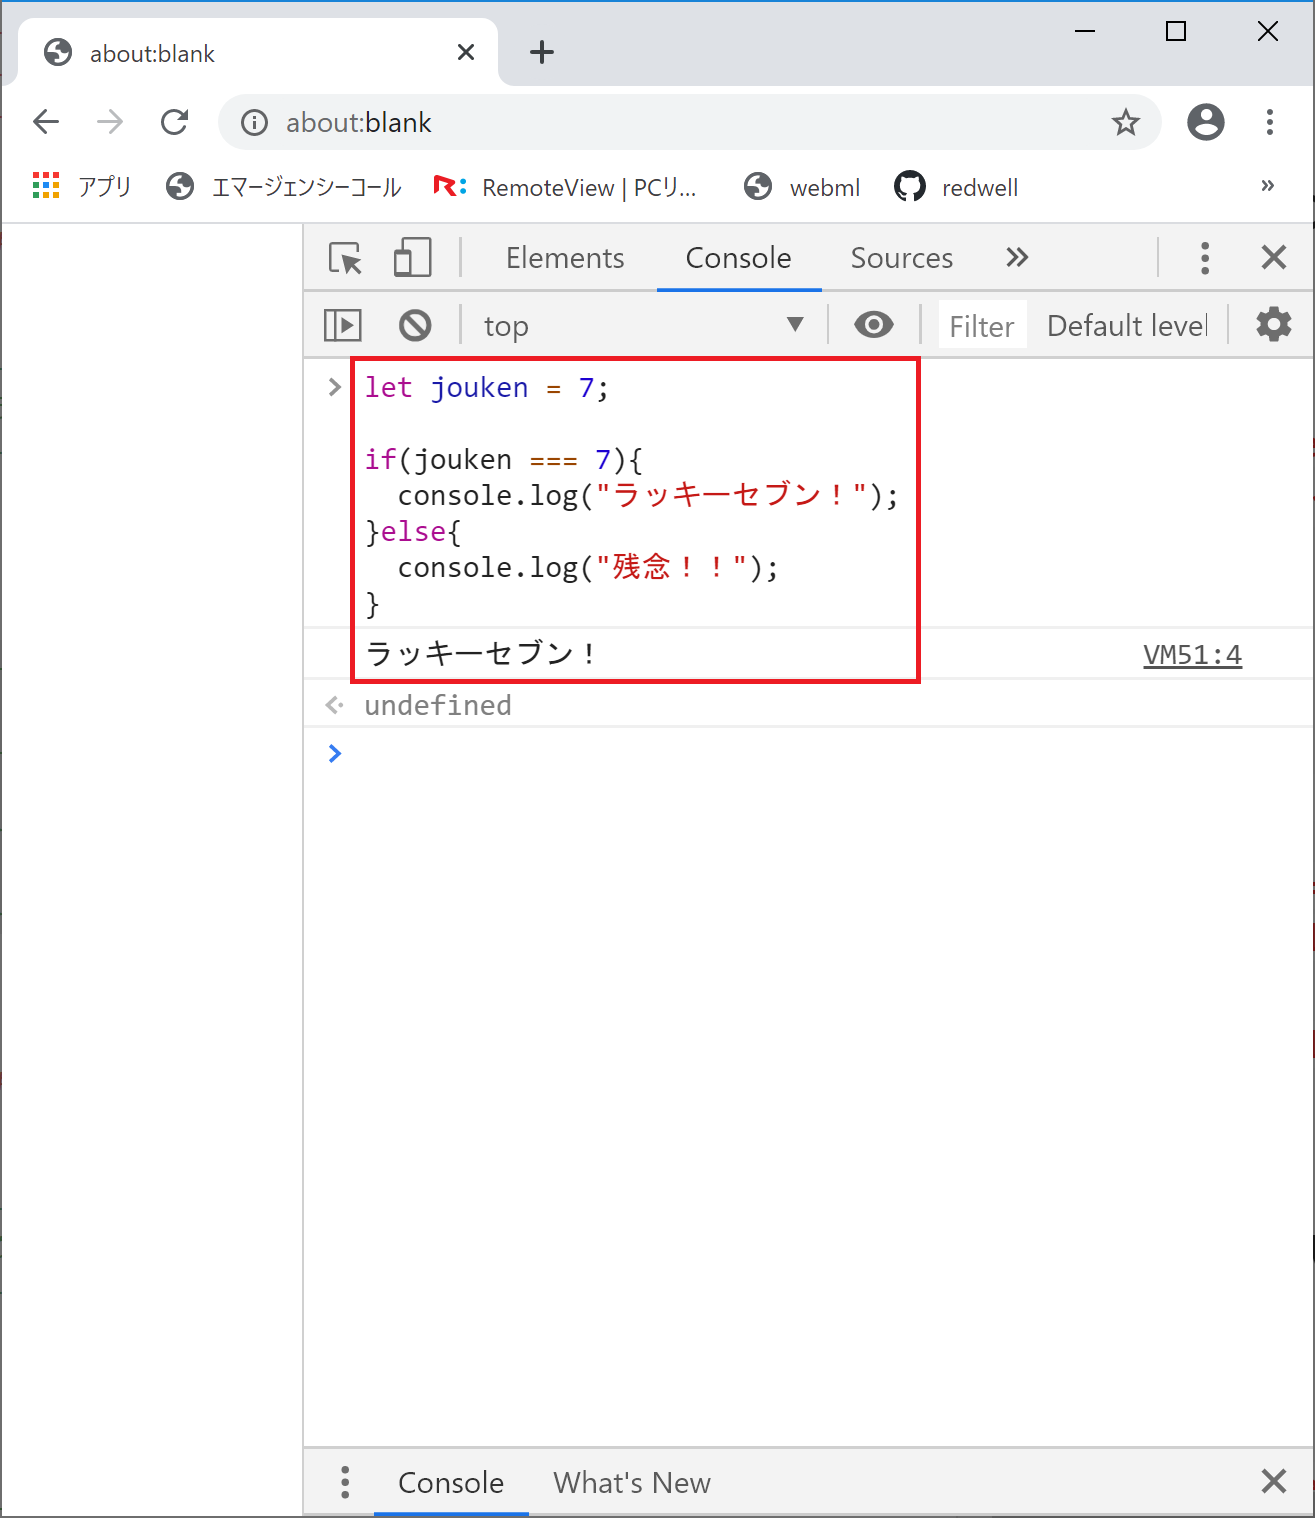 about:blank
about:blank
アプリ エマージェンシーコール RemoteView | PCリ... webml redwell »
Elements Console Sources »
top Filter Default level
let jouken = 7;
if(jouken === 7){
  console.log("ラッキーセブン！");
}else{
  console.log("残念！！");
}
ラッキーセブン！ VM51:4
undefined
Console What's New